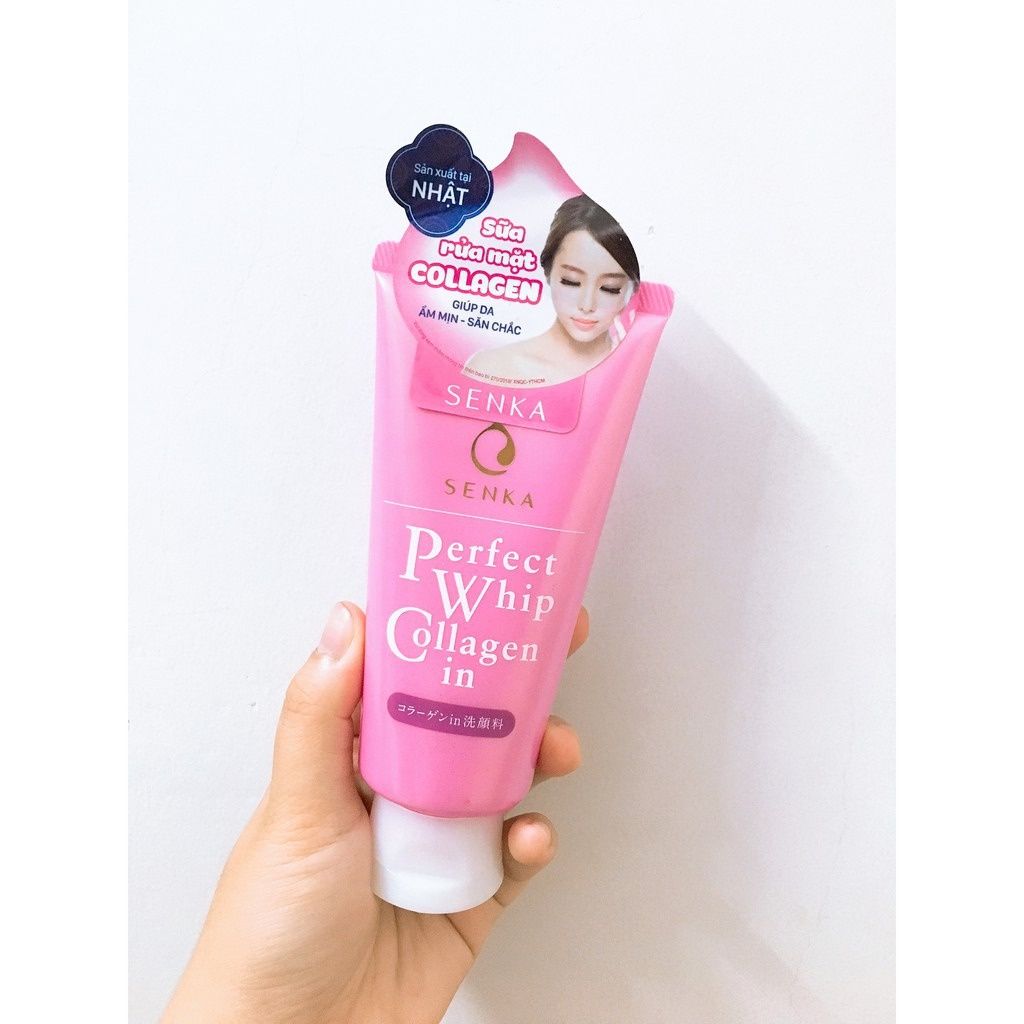 Sản xuất tại
NHẬT
Sữa
rửa mặt
COLLAGEN
GIÚP DA
ẨM MỊN - SĂN CHẮC
SENKA
SENKA
Perfect
Whip
Collagen
in
コラーゲンin洗顔料